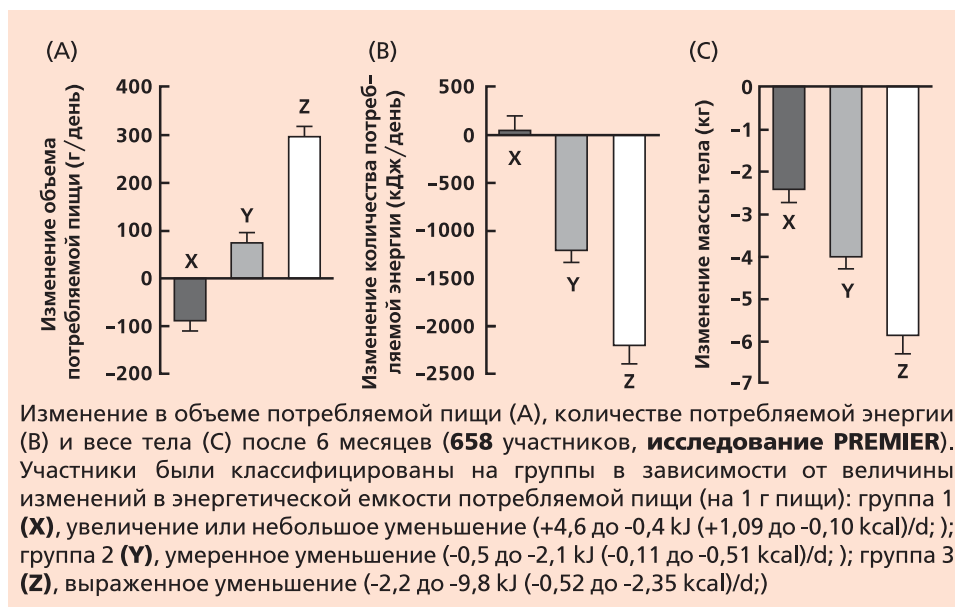 (A)
Изменение объема
потребляемой пищи (г/день)
400
300
200
100
0
−100
−200
X
Y
Z
(B)
Изменение количества потреб-
ляемой энергии (кДж/день)
500
0
−500
−1000
−1500
−2000
−2500
X
Y
Z
(C)
Изменение массы тела (кг)
0
−1
−2
−3
−4
−5
−6
−7
X
Y
Z
Изменение в объеме потребляемой пищи (A), количестве потребляемой энергии
(B) и весе тела (C) после 6 месяцев (658 участников, исследование PREMIER).
Участники были классифицированы на группы в зависимости от величины
изменений в энергетической емкости потребляемой пищи (на 1 г пищи): группа 1
(X), увеличение или небольшое уменьшение (+4,6 до -0,4 kJ (+1,09 до -0,10 kcal)/d; );
группа 2 (Y), умеренное уменьшение (-0,5 до -2,1 kJ (-0,11 до -0,51 kcal)/d; ); группа 3
(Z), выраженное уменьшение (-2,2 до -9,8 kJ (-0,52 до -2,35 kcal)/d;)